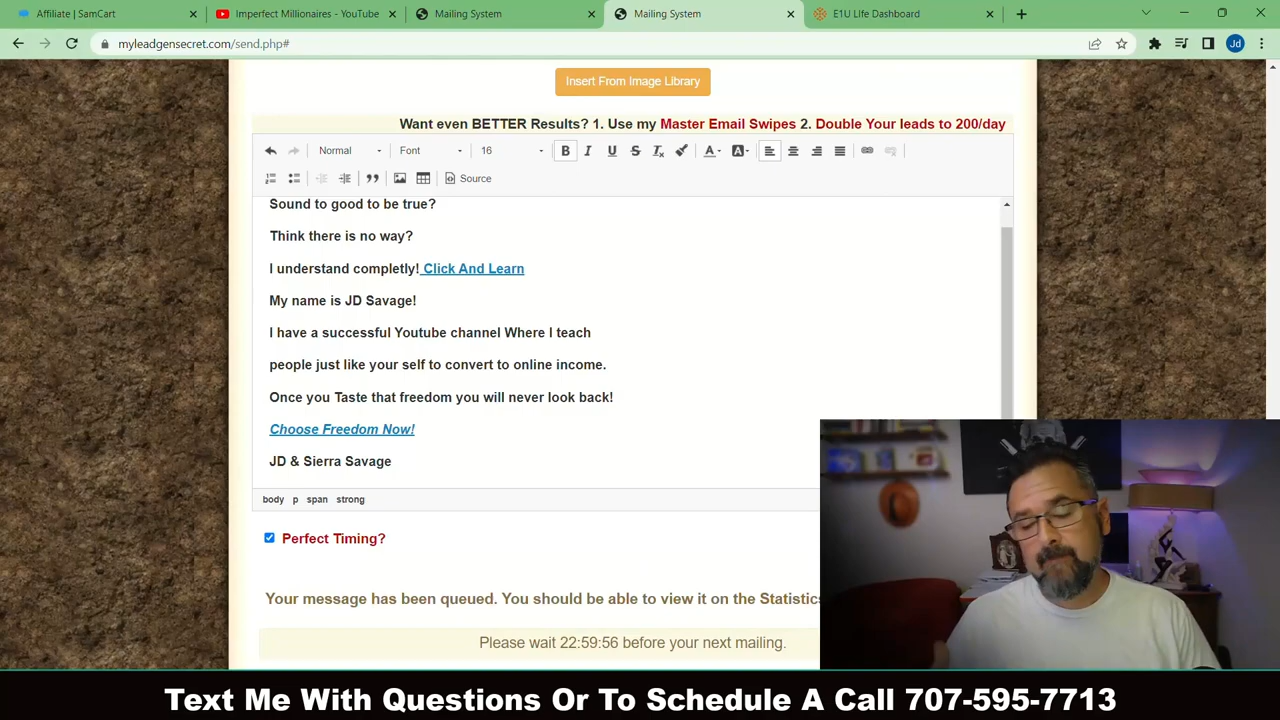 Affiliate | SamCart
Imperfect Millionaires - YouTube
Mailing System
Mailing System
E1U Life Dashboard
myleadgensecret.com/send.php#
Jd
Insert From Image Library
Want even BETTER Results? 1. Use my Master Email Swipes 2. Double Your leads to 200/day
Normal
Font
16
Source
Sound to good to be true?
Think there is no way?
I understand completly! Click And Learn
My name is JD Savage!
I have a successful Youtube channel Where I teach
people just like your self to convert to online income.
Once you Taste that freedom you will never look back!
Choose Freedom Now!
JD & Sierra Savage
body p span strong
Perfect Timing?
Your message has been queued. You should be able to view it on the Statistics
Please wait 22:59:56 before your next mailing.
Text Me With Questions Or To Schedule A Call 707-595-7713